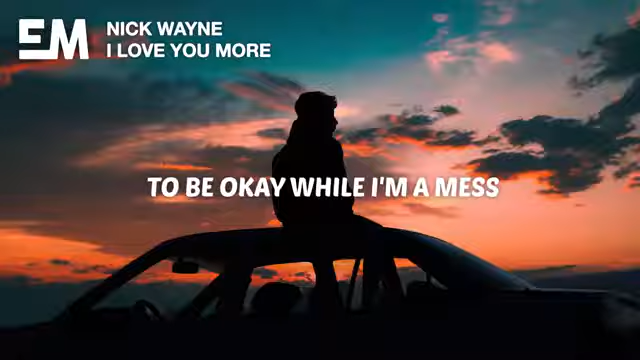 EM
NICK WAYNE
I LOVE YOU MORE
TO BE OKAY WHILE I'M A MESS